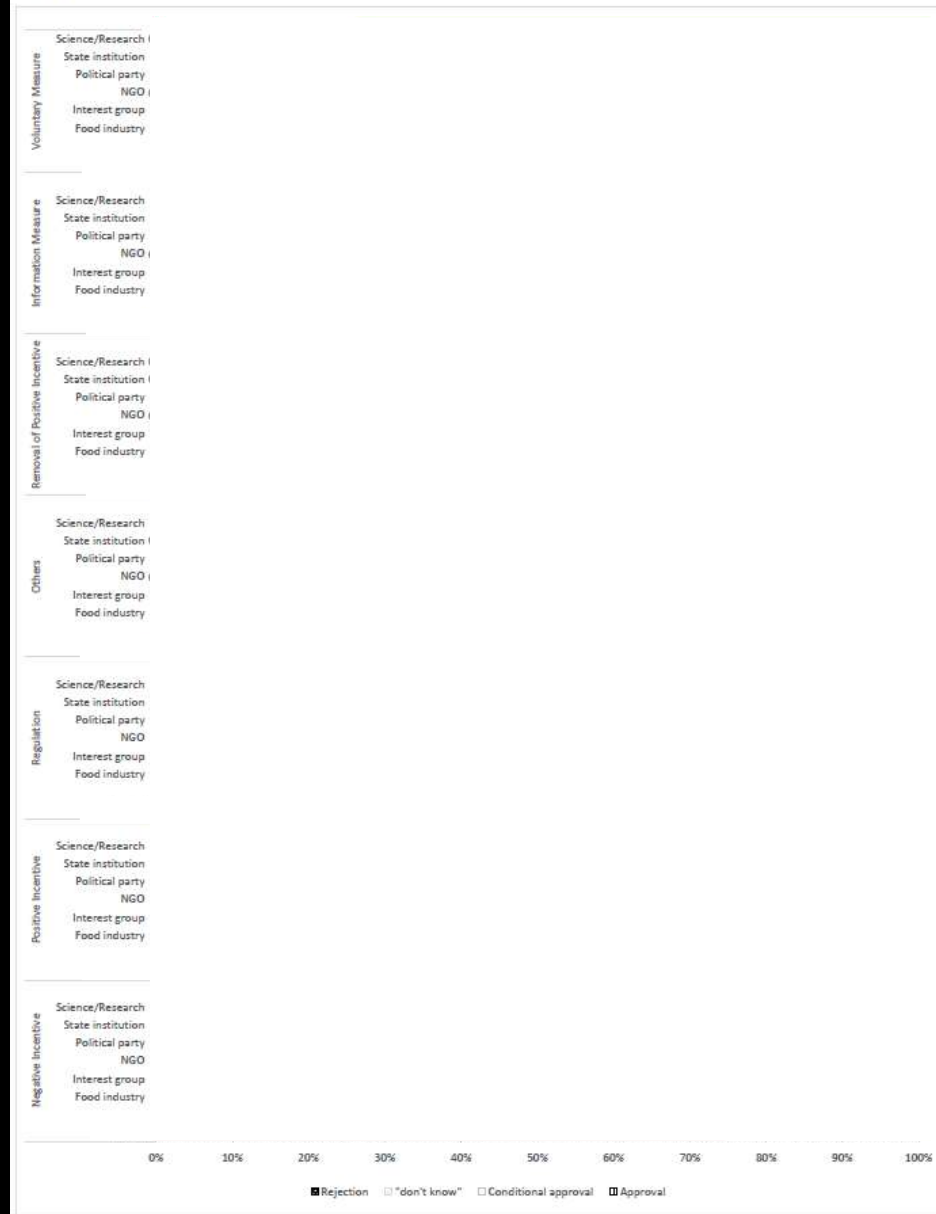 Voluntary Measure
Science/Research
State institution
Political party
NGO
Interest group
Food industry
Information Measure
Science/Research
State institution
Political party
NGO
Interest group
Food industry
Removal of Positive Incentive
Science/Research
State institution
Political party
NGO
Interest group
Food industry
Others
Science/Research
State institution
Political party
NGO
Interest group
Food industry
Regulation
Science/Research
State institution
Political party
NGO
Interest group
Food industry
Positive Incentive
Science/Research
State institution
Political party
NGO
Interest group
Food industry
Negative Incentive
Science/Research
State institution
Political party
NGO
Interest group
Food industry
0% 10% 20% 30% 40% 50% 60% 70% 80% 90% 100%
Rejection "don't know" Conditional approval Approval